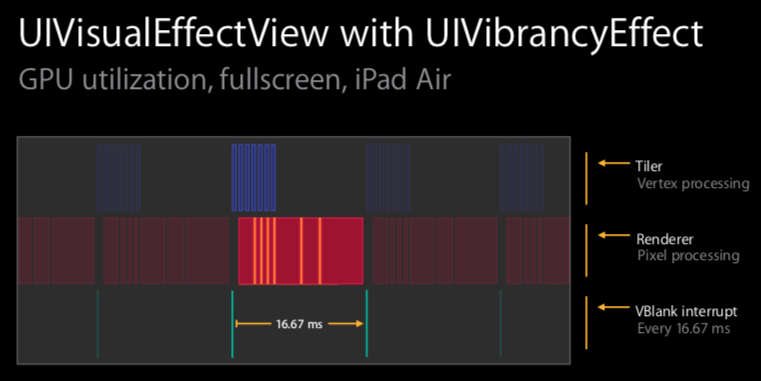 UIVisualEffectView with UIVibrancyEffect
GPU utilization, fullscreen, iPad Air
Tiler
Vertex processing
Renderer
Pixel processing
16.67 ms
VBlank interrupt
Every 16.67 ms